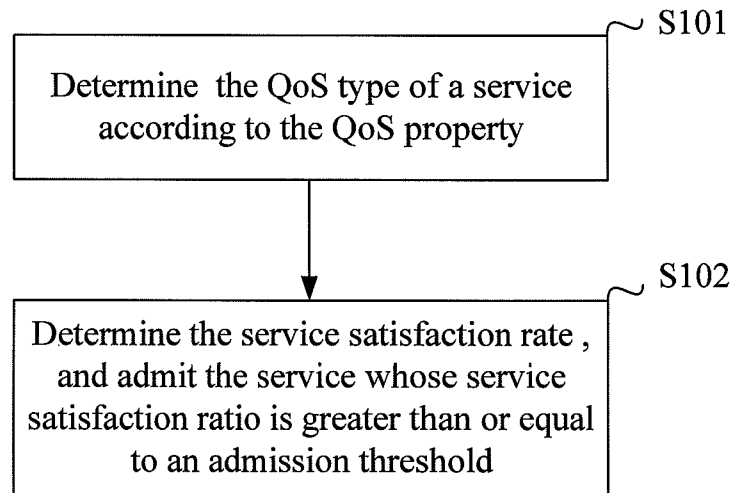 S101
Determine the QoS type of a service
according to the QoS property
S102
Determine the service satisfaction rate ,
and admit the service whose service
satisfaction ratio is greater than or equal
to an admission threshold